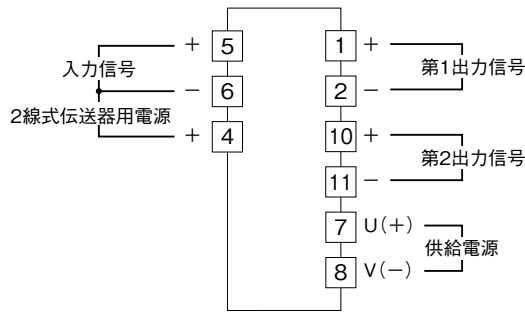 + 5
入力信号
− 6
2線式伝送器用電源
+ 4
1 +
第1出力信号
2 −
10 +
第2出力信号
11 −
7 U(+)
供給電源
8 V(−)